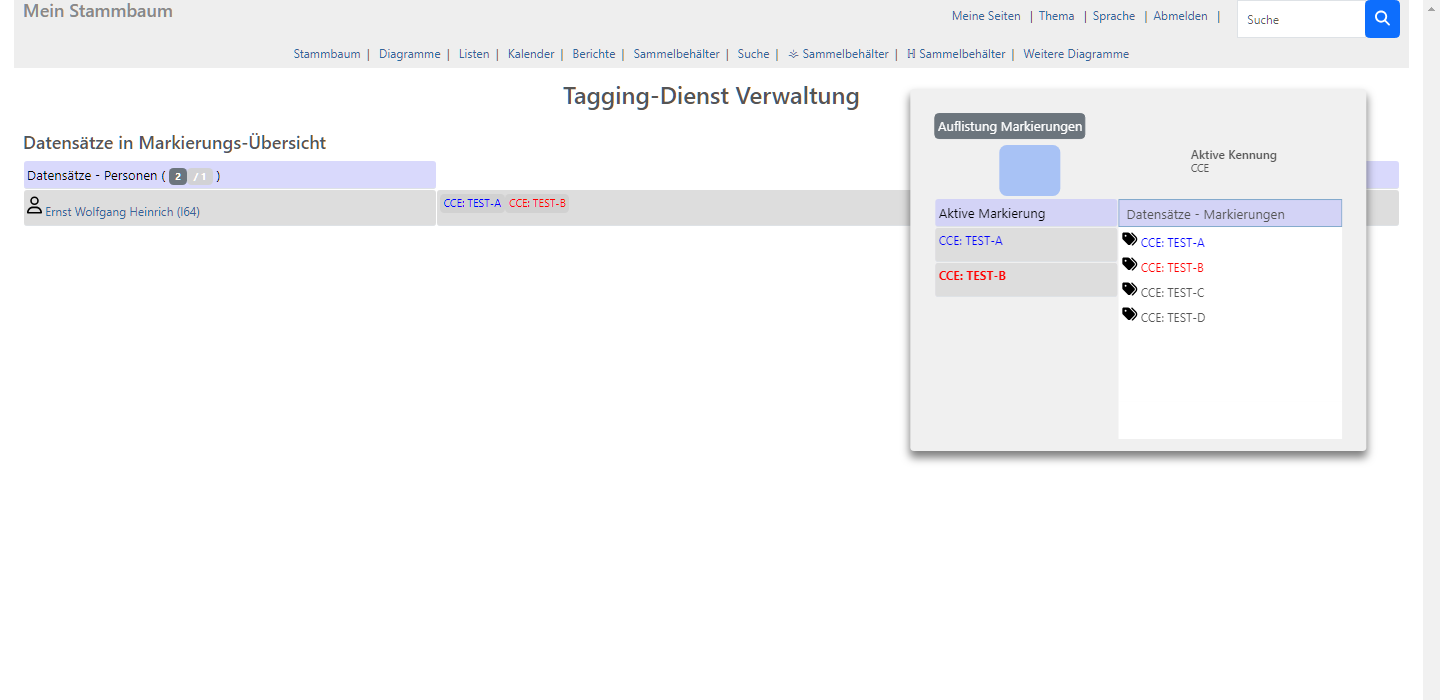 Mein Stammbaum
Meine Seiten | Thema | Sprache | Abmelden |
Suche
Stammbaum | Diagramme | Listen | Kalender | Berichte | Sammelbehälter | Suche | Sammelbehälter | H Sammelbehälter | Weitere Diagramme
Tagging-Dienst Verwaltung
Datensätze in Markierungs-Übersicht
Datensätze - Personen ( 2 / 1 )
Ernst Wolfgang Heinrich (I64)
CCE: TEST-A CCE: TEST-B
Auflistung Markierungen
Aktive Kennung
CCE
Aktive Markierung
CCE: TEST-A
CCE: TEST-B
Datensätze - Markierungen
CCE: TEST-A
CCE: TEST-B
CCE: TEST-C
CCE: TEST-D